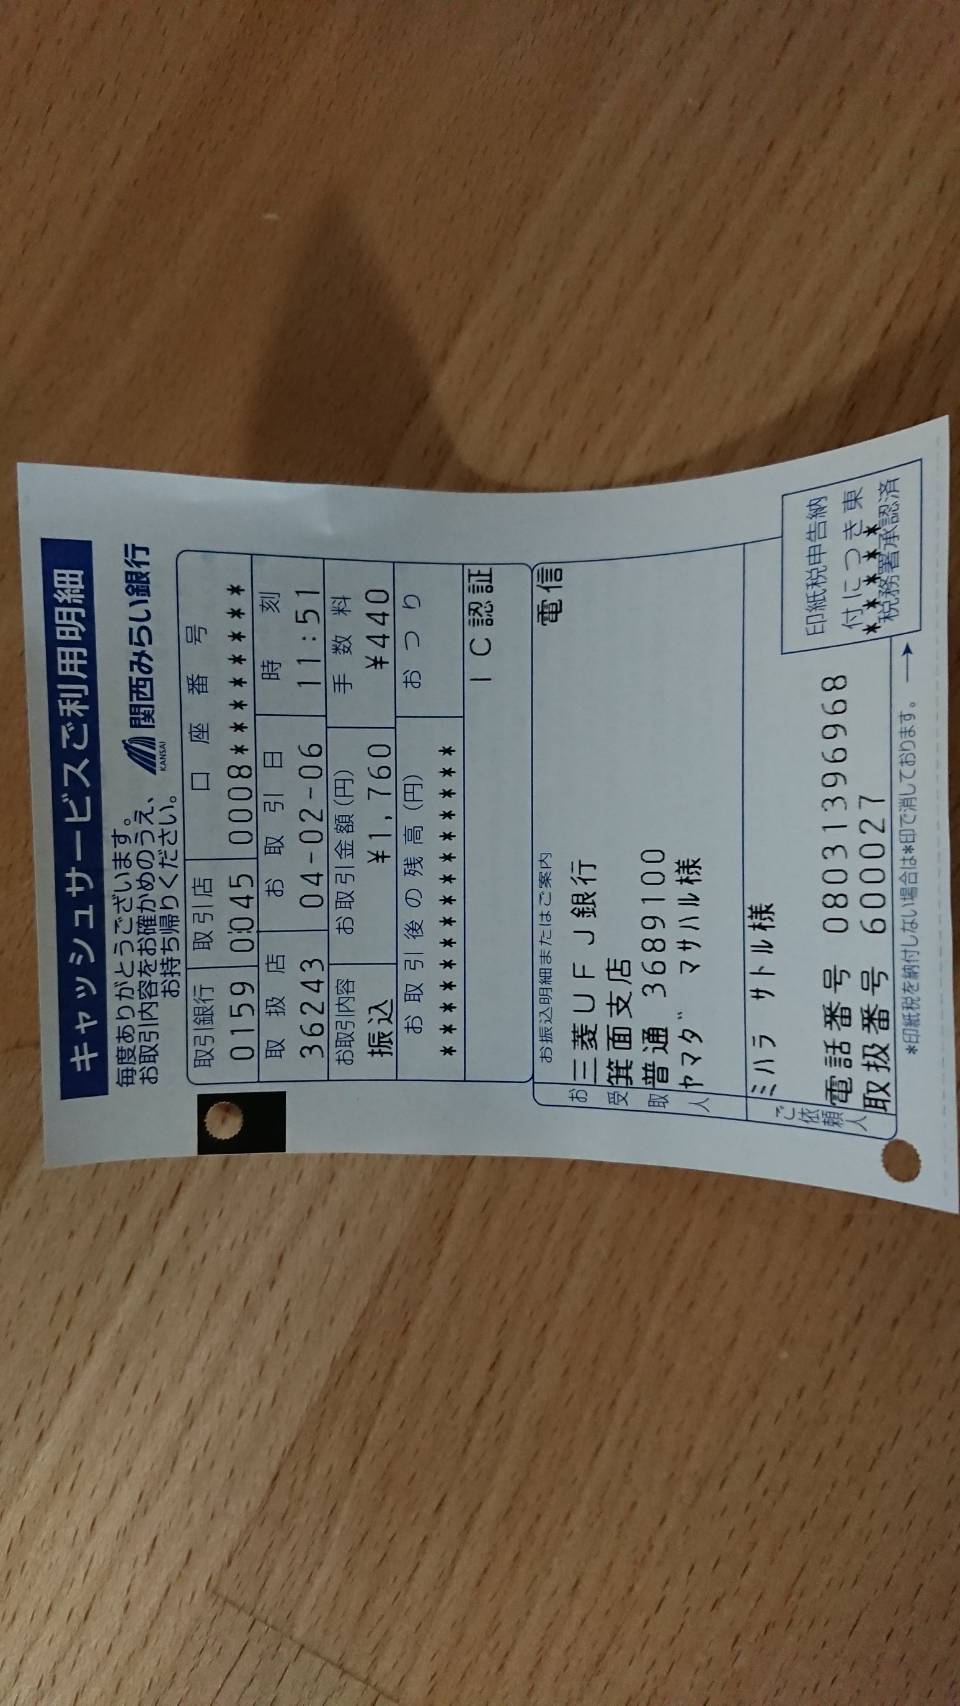 キャッシュサービスご利用明細
毎度ありがとうございます。
お取引内容をお確かめのうえ、
お持ち帰りください。
KANSAI 関西みらい銀行
取引銀行 取引店 口座番号
0159 0045 0008*********
取扱店 お取引日 時刻
36243 04-02-06 11:51
お取引内容 お取引金額(円) 手数料
振込 ¥1,760 ¥440
お取引後の残高(円) おつり
****************
IC認証
お振込明細またはご案内
電信
お受取人
三菱UFJ銀行
箕面支店
普通 3689100
ヤマダ マサハル様
ご依頼人
ミハラ サトル様
電話番号 08031396968
取扱番号 600027
印紙税申告納
付につき東
*****
税務署承認済
*印紙税を納付しない場合は*印で消しております。 →